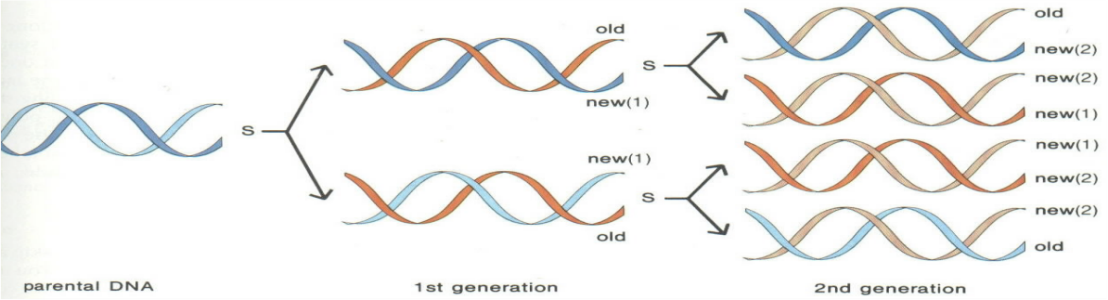 old
old
new(2)
S
S
new(1)
new(2)
new(1)
S
new(1)
new(1)
new(2)
S
old
new(2)
old
parental DNA
1st generation
2nd generation